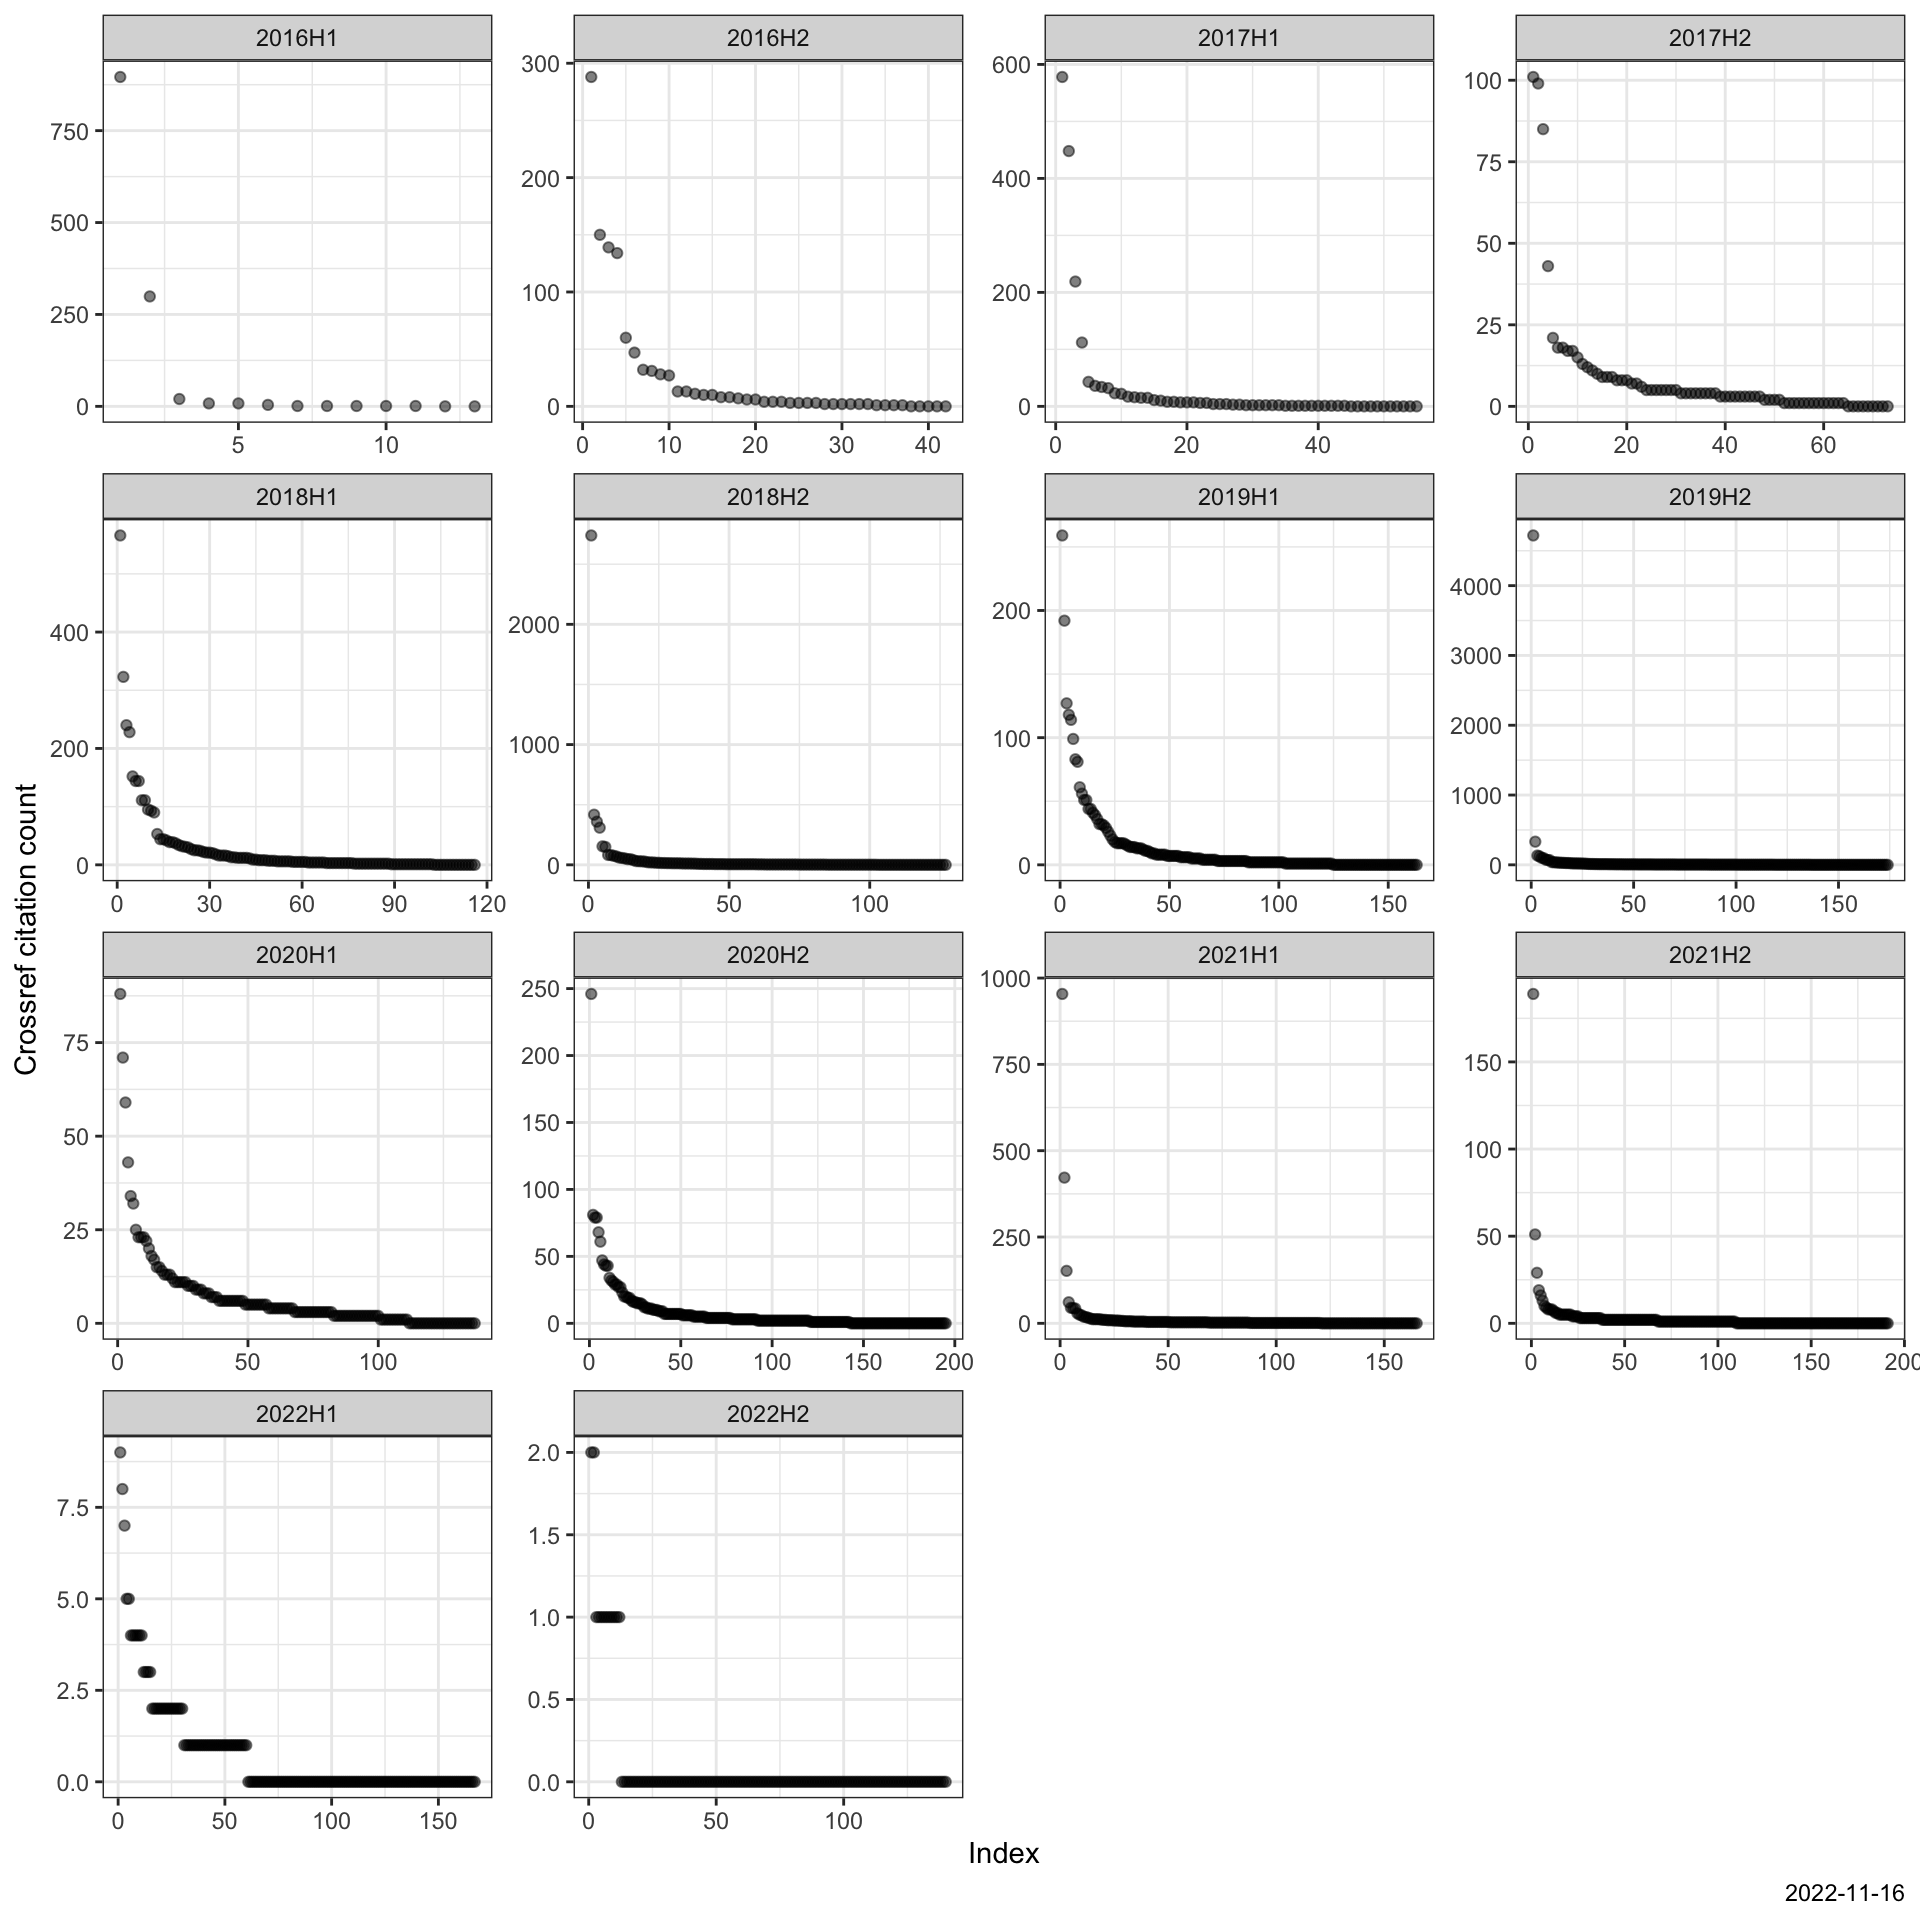 2016H1 2016H2 2017H1 2017H2
750 500 250 0
300 200 100 0
600 400 200 0
100 75 50 25 0
5 10
0 10 20 30 40
0 20 40
0 20 40 60
2018H1 2018H2 2019H1 2019H2
400 200 0
2000 1000 0
200 100 0
4000 3000 2000 1000 0
0 30 60 90 120
0 50 100
0 50 100 150
0 50 100 150
Crossref citation count
2020H1 2020H2 2021H1 2021H2
75 50 25 0
250 200 150 100 50 0
1000 750 500 250 0
150 100 50 0
0 50 100
0 50 100 150 200
0 50 100 150
0 50 100 150 200
2022H1 2022H2
7.5 5.0 2.5 0.0
2.0 1.5 1.0 0.5 0.0
0 50 100 150
0 50 100
Index
2022-11-16